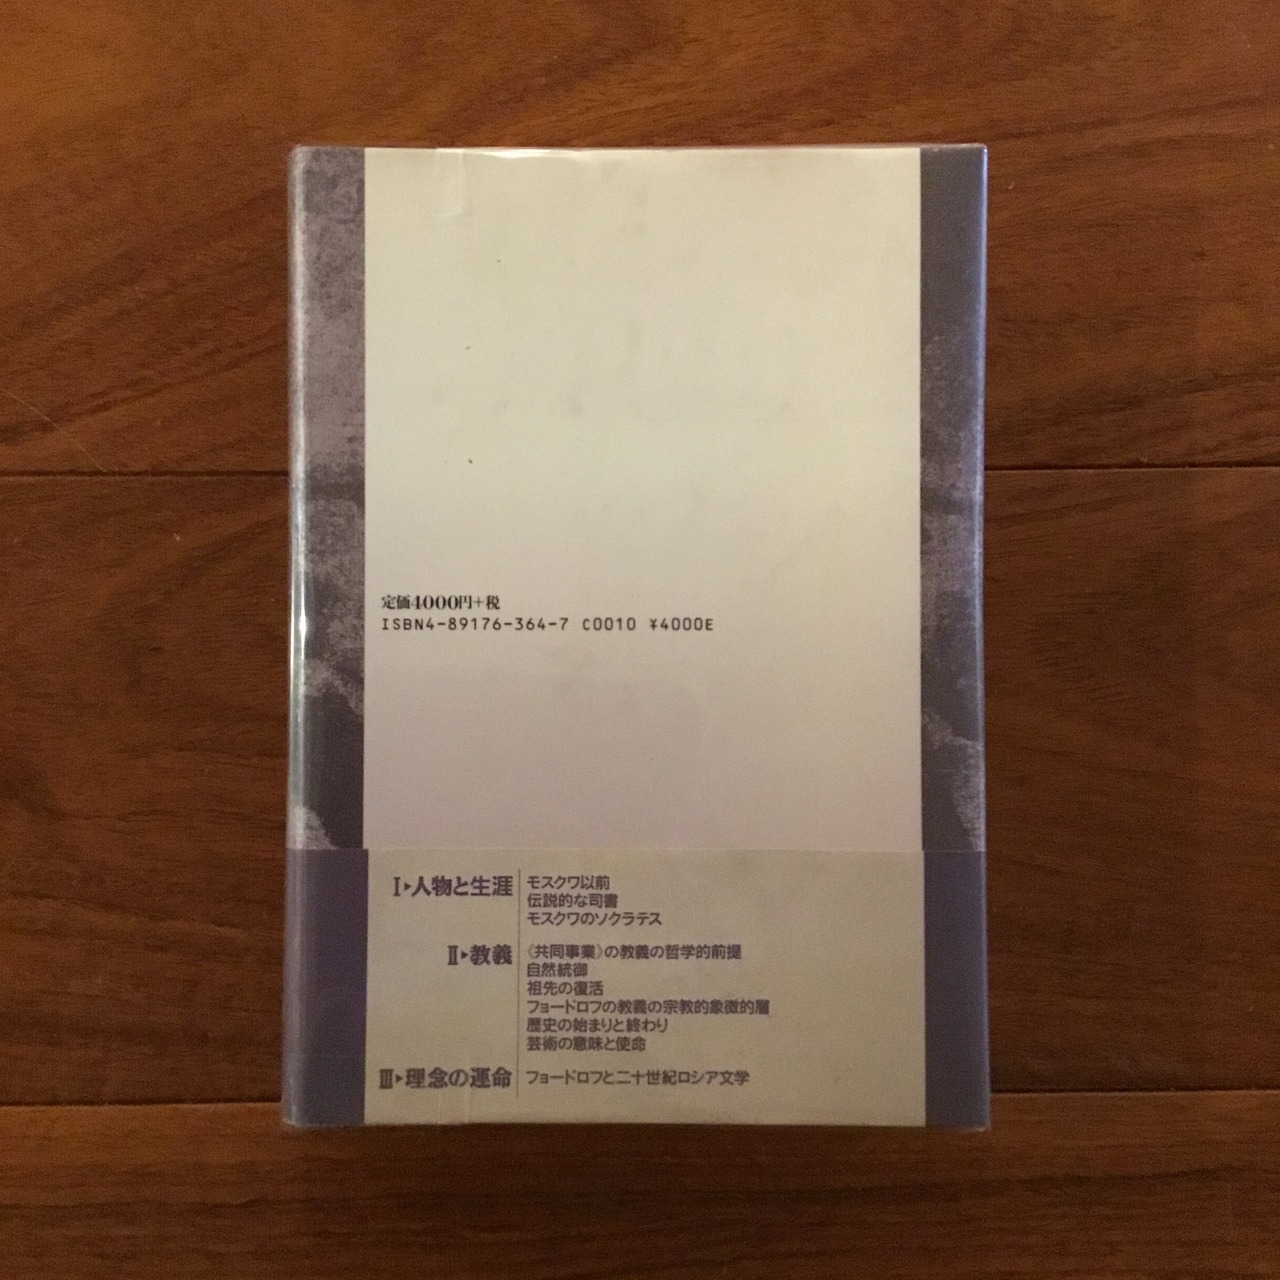 定価4000円+税
ISBN4-89176-364-7 C0010 ¥4000E
I▶人物と生涯
モスクワ以前
伝説的な司書
モスクワのソクラテス
II▶教義
《共同事業》の教義の哲学的前提
自然統御
祖先の復活
フョードロフの教義の宗教的象徴的層
歴史の始まりと終わり
芸術の意味と使命
III▶理念の運命
フョードロフと二十世紀ロシア文学